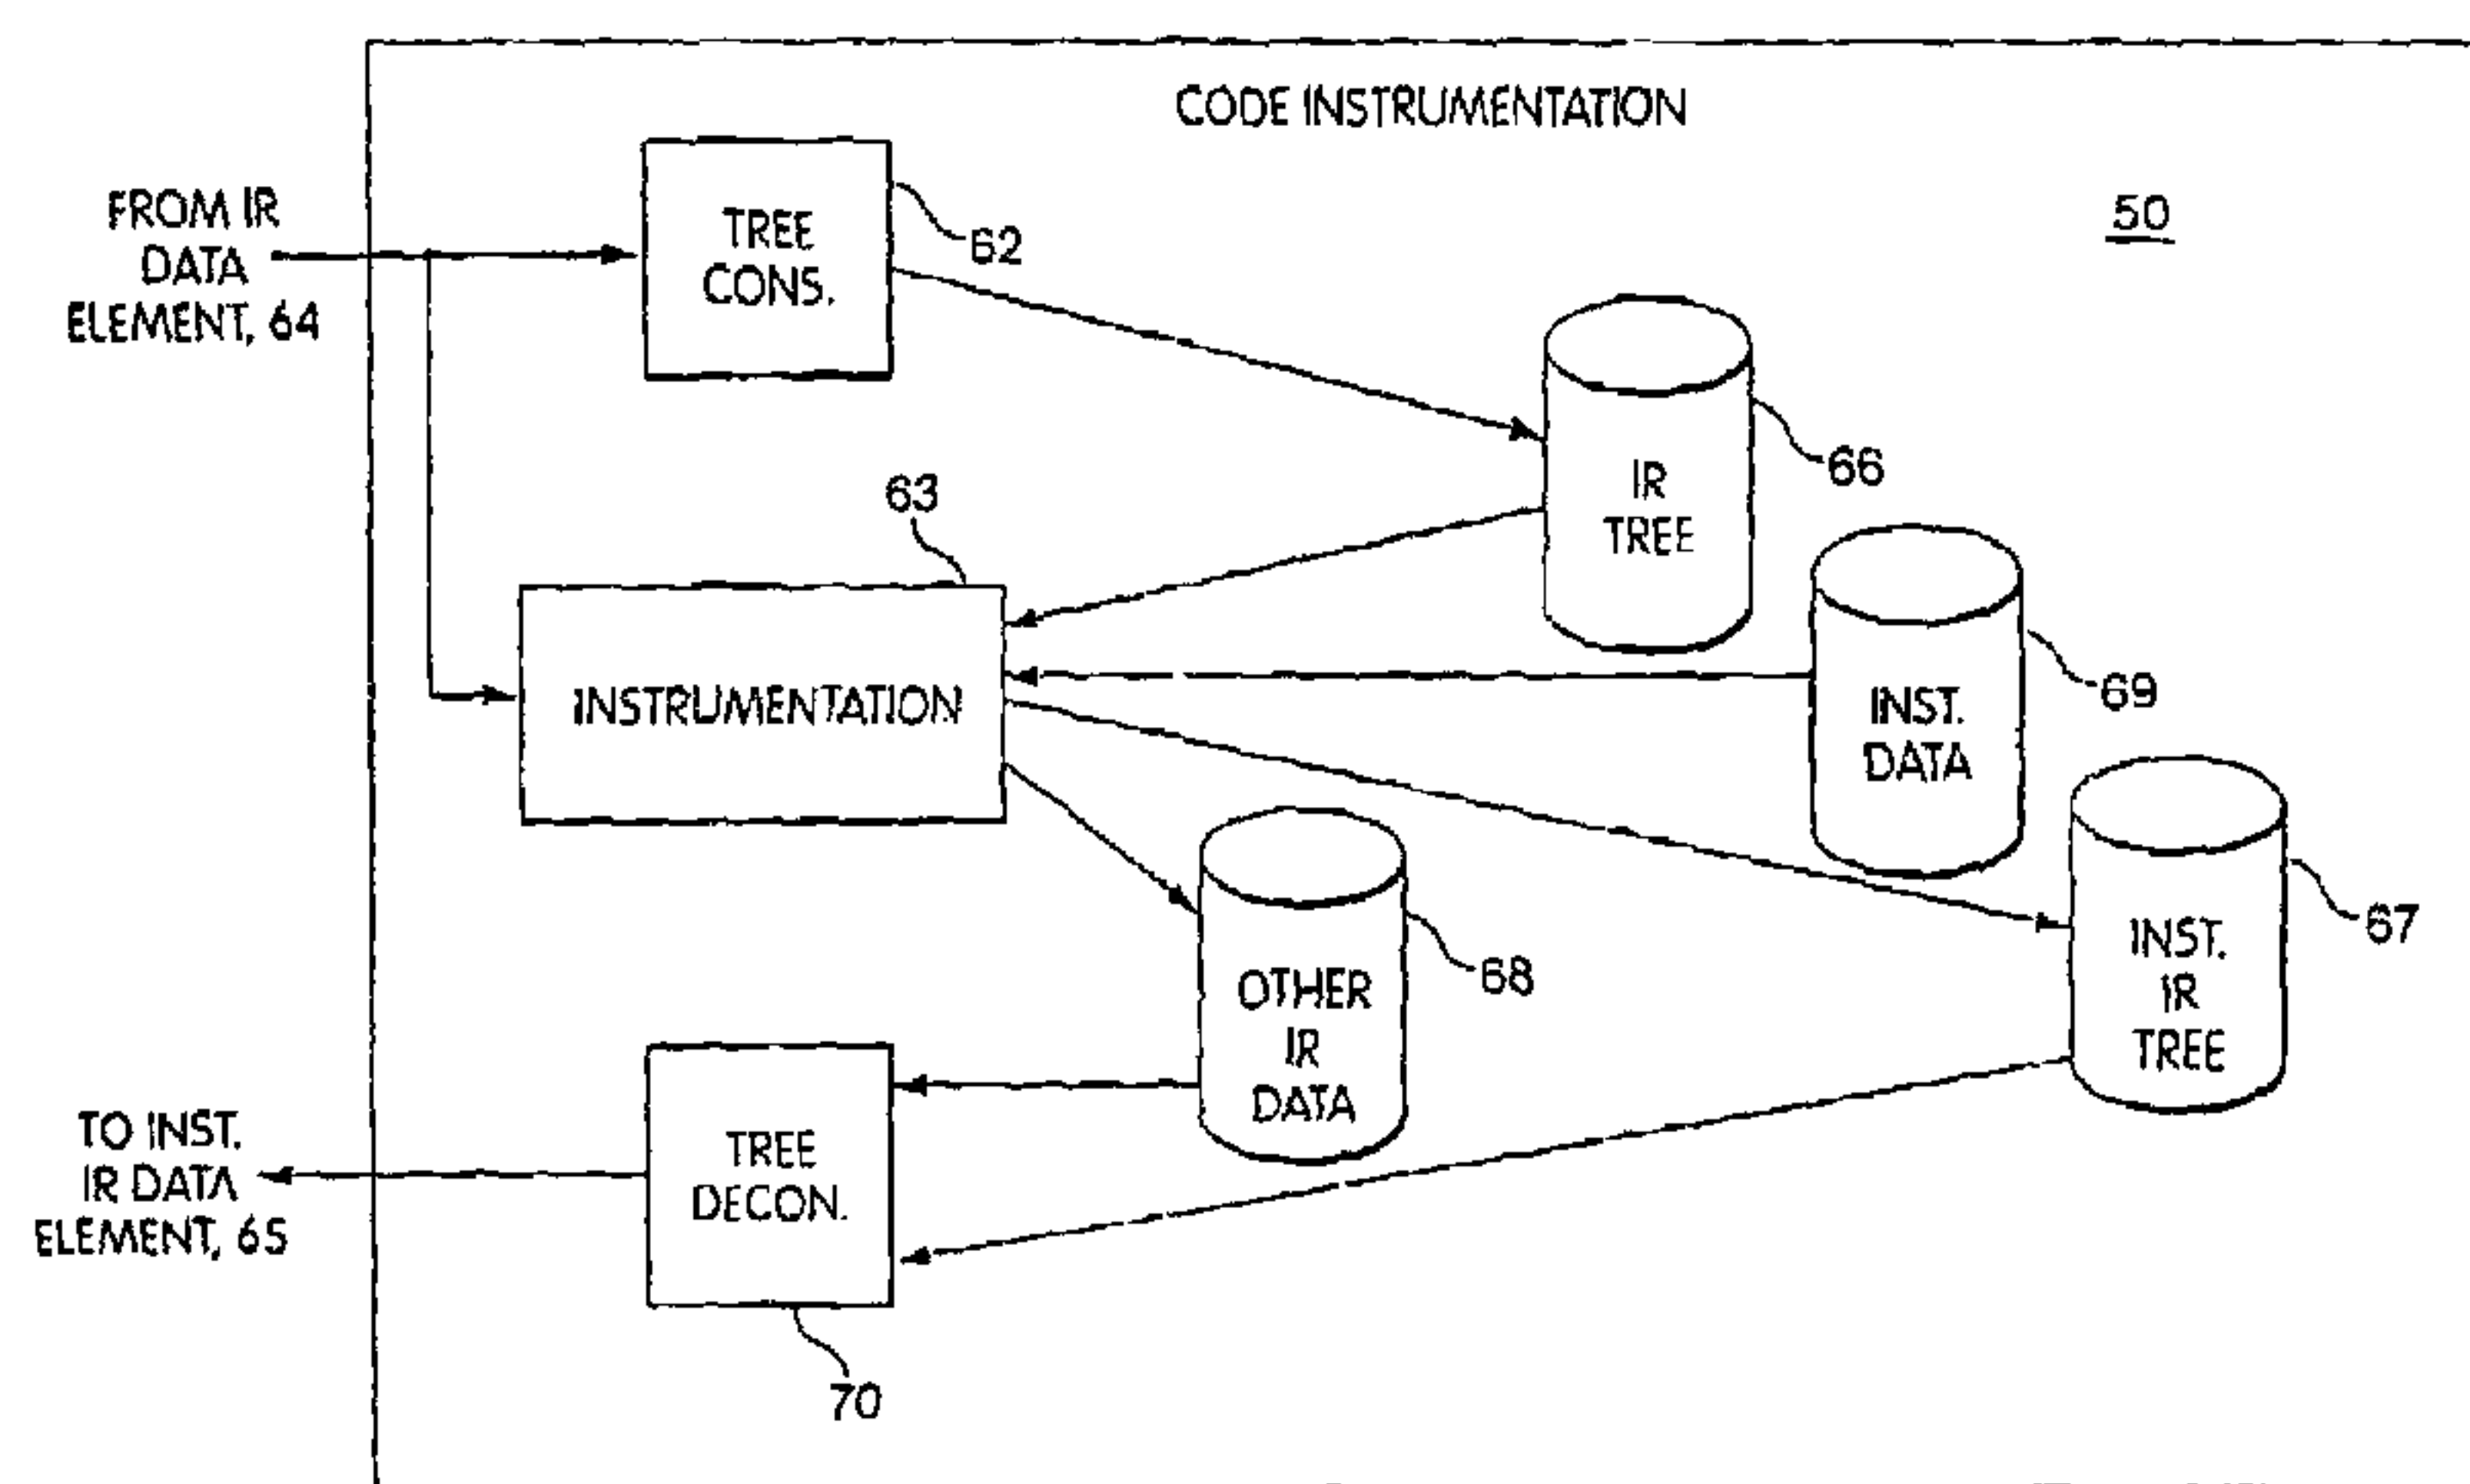 CODE INSTRUMENTATION
50
FROM IR
DATA
ELEMENT, 64
TREE
CONS.
62
IR
TREE
66
63
INSTRUMENTATION
INST.
DATA
69
INST.
IR
TREE
67
OTHER
IR
DATA
68
TO INST.
IR DATA
ELEMENT, 65
TREE
DECON.
70